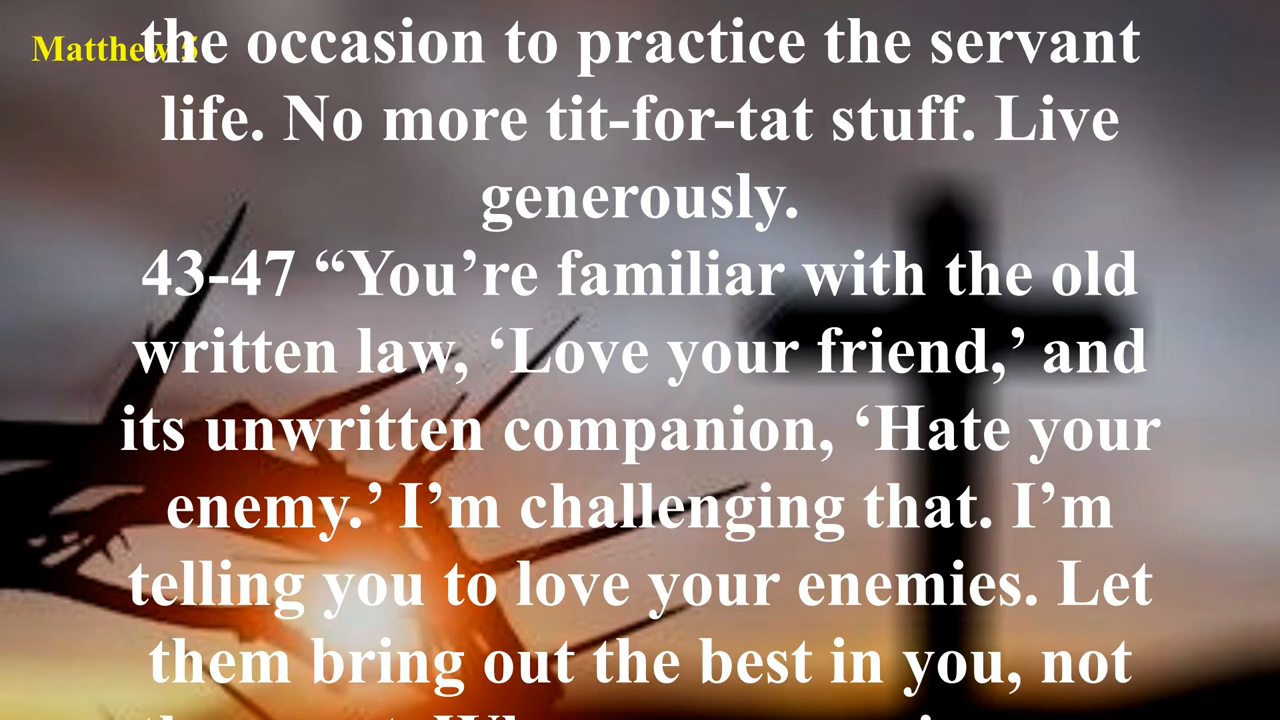 Matthew 5
the occasion to practice the servant
life. No more tit-for-tat stuff. Live
generously.
43-47 “You’re familiar with the old
written law, ‘Love your friend,’ and
its unwritten companion, ‘Hate your
enemy.’ I’m challenging that. I’m
telling you to love your enemies. Let
them bring out the best in you, not